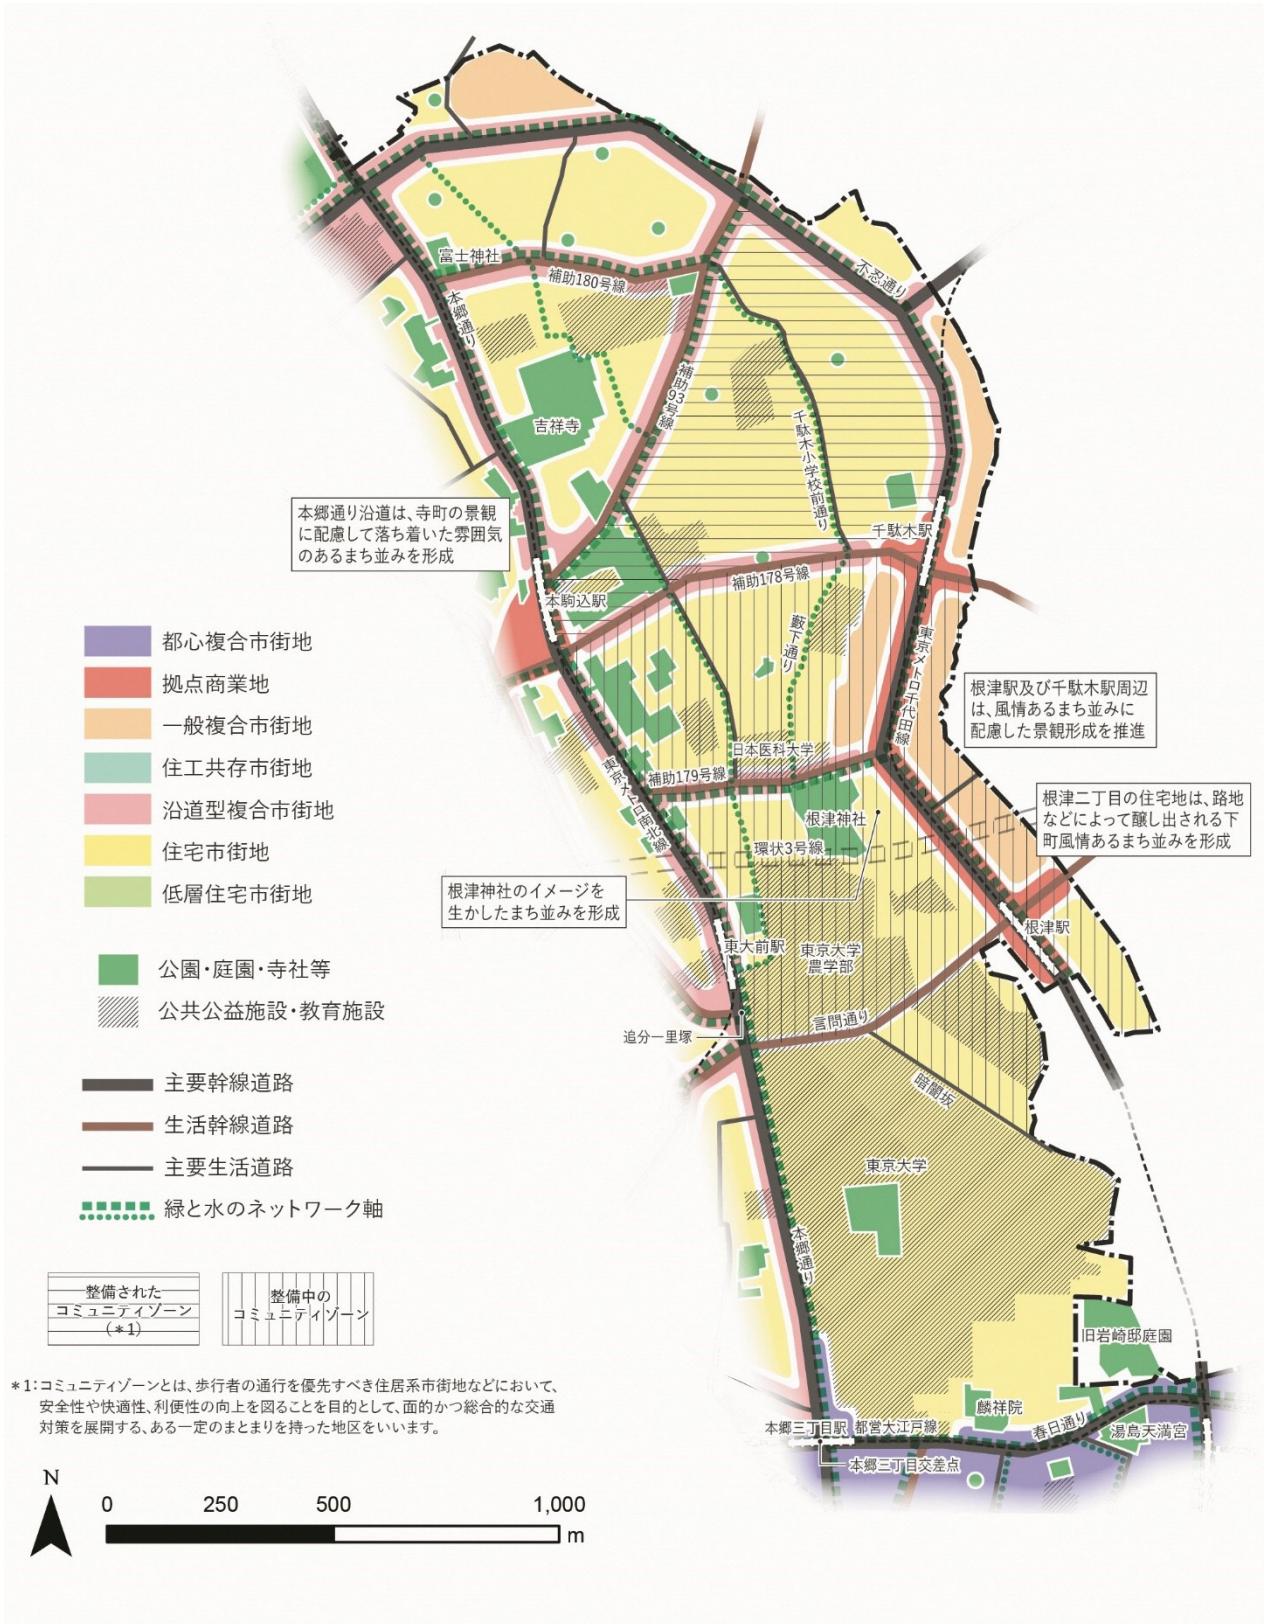 富士神社
補助180号線
不忍通り
本郷通り
補助93号線
吉祥寺
千駄木小学校前通り
本郷通り沿道は、寺町の景観
に配慮して落ち着いた雰囲気
のあるまち並みを形成
千駄木駅
補助178号線
本駒込駅
藪下通り
東京メトロ千代田線
都心複合市街地
拠点商業地
一般複合市街地
住工共存市街地
沿道型複合市街地
住宅市街地
低層住宅市街地
公園・庭園・寺社等
公共公益施設・教育施設
主要幹線道路
生活幹線道路
主要生活道路
緑と水のネットワーク軸
根津駅及び千駄木駅周辺
は、風情あるまち並みに
配慮した景観形成を推進
日本医科大学
補助179号線
東京メトロ南北線
根津神社
環状3号線
根津二丁目の住宅地は、路地
などによって醸し出される下
町風情あるまち並みを形成
根津神社のイメージを
生かしたまち並みを形成
根津駅
東大前駅
東京大学
農学部
追分一里塚
言問通り
暗闇坂
東京大学
本郷通り
整備された
コミュニティゾーン
(*1)
整備中の
コミュニティゾーン
旧岩崎邸庭園
*1:コミュニティゾーンとは、歩行者の通行を優先すべき住居系市街地などにおいて、
安全性や快適性、利便性の向上を図ることを目的として、面的かつ総合的な交通
対策を展開する、ある一定のまとまりを持った地区をいいます。
麟祥院
春日通り
湯島天満宮
本郷三丁目駅
都営大江戸線
本郷三丁目交差点
N
0 250 500 1,000
m